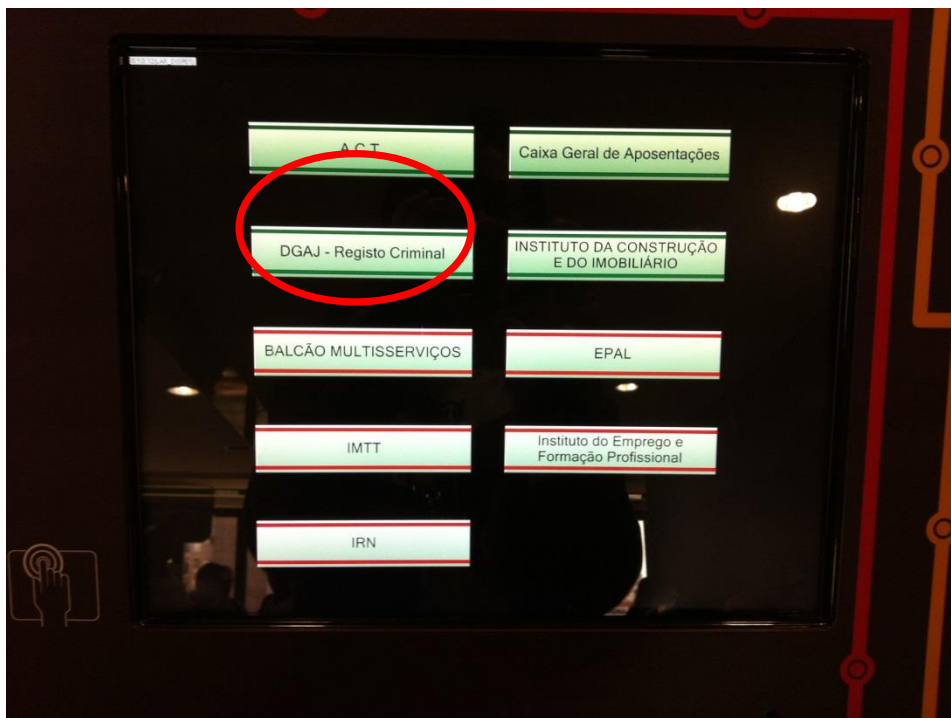 A.C.T.
Caixa Geral de Aposentações
DGAJ - Registo Criminal
INSTITUTO DA CONSTRUÇÃO
E DO IMOBILIÁRIO
BALCÃO MULTISSERVIÇOS
EPAL
IMTT
Instituto do Emprego e
Formação Profissional
IRN